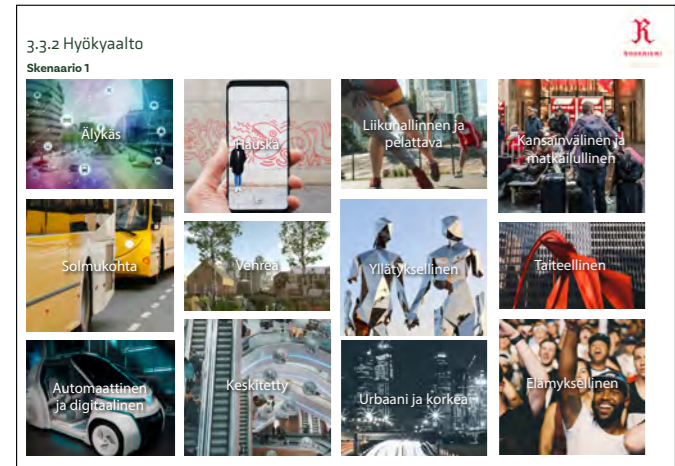 3.3.2 Hyökyaalto
Skenaario 1
Älykäs
Hauska
Liikunallinen ja
pelattava
Kansainvälinen ja
matkailullinen
Solmukohta
Vehreä
Yllätyksellinen
Taiteellinen
Automaattinen
ja digitaalinen
Keskitetty
Urbaani ja korkea
Elämyksellinen